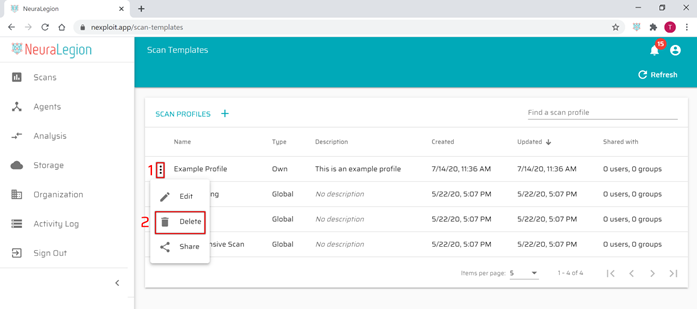 NeuraLegion
nexploit.app/scan-templates
T
NeuraLegion
Scan Templates
15
Refresh
Scans
Agents
Analysis
Storage
Organization
Activity Log
Sign Out
SCAN PROFILES +
Find a scan profile
Name Type Description Created Updated Shared with
1 Example Profile Own This is an example profile 7/14/20, 11:36 AM 7/14/20, 11:36 AM 0 users, 0 groups
Global No description 5/22/20, 5:07 PM 5/22/20, 5:07 PM 0 users, 0 groups
Global No description 5/22/20, 5:07 PM 5/22/20, 5:07 PM 0 users, 0 groups
Scan Global No description 5/22/20, 5:07 PM 5/22/20, 5:07 PM 0 users, 0 groups
Edit
2 Delete
Share
Items per page: 5 1 – 4 of 4